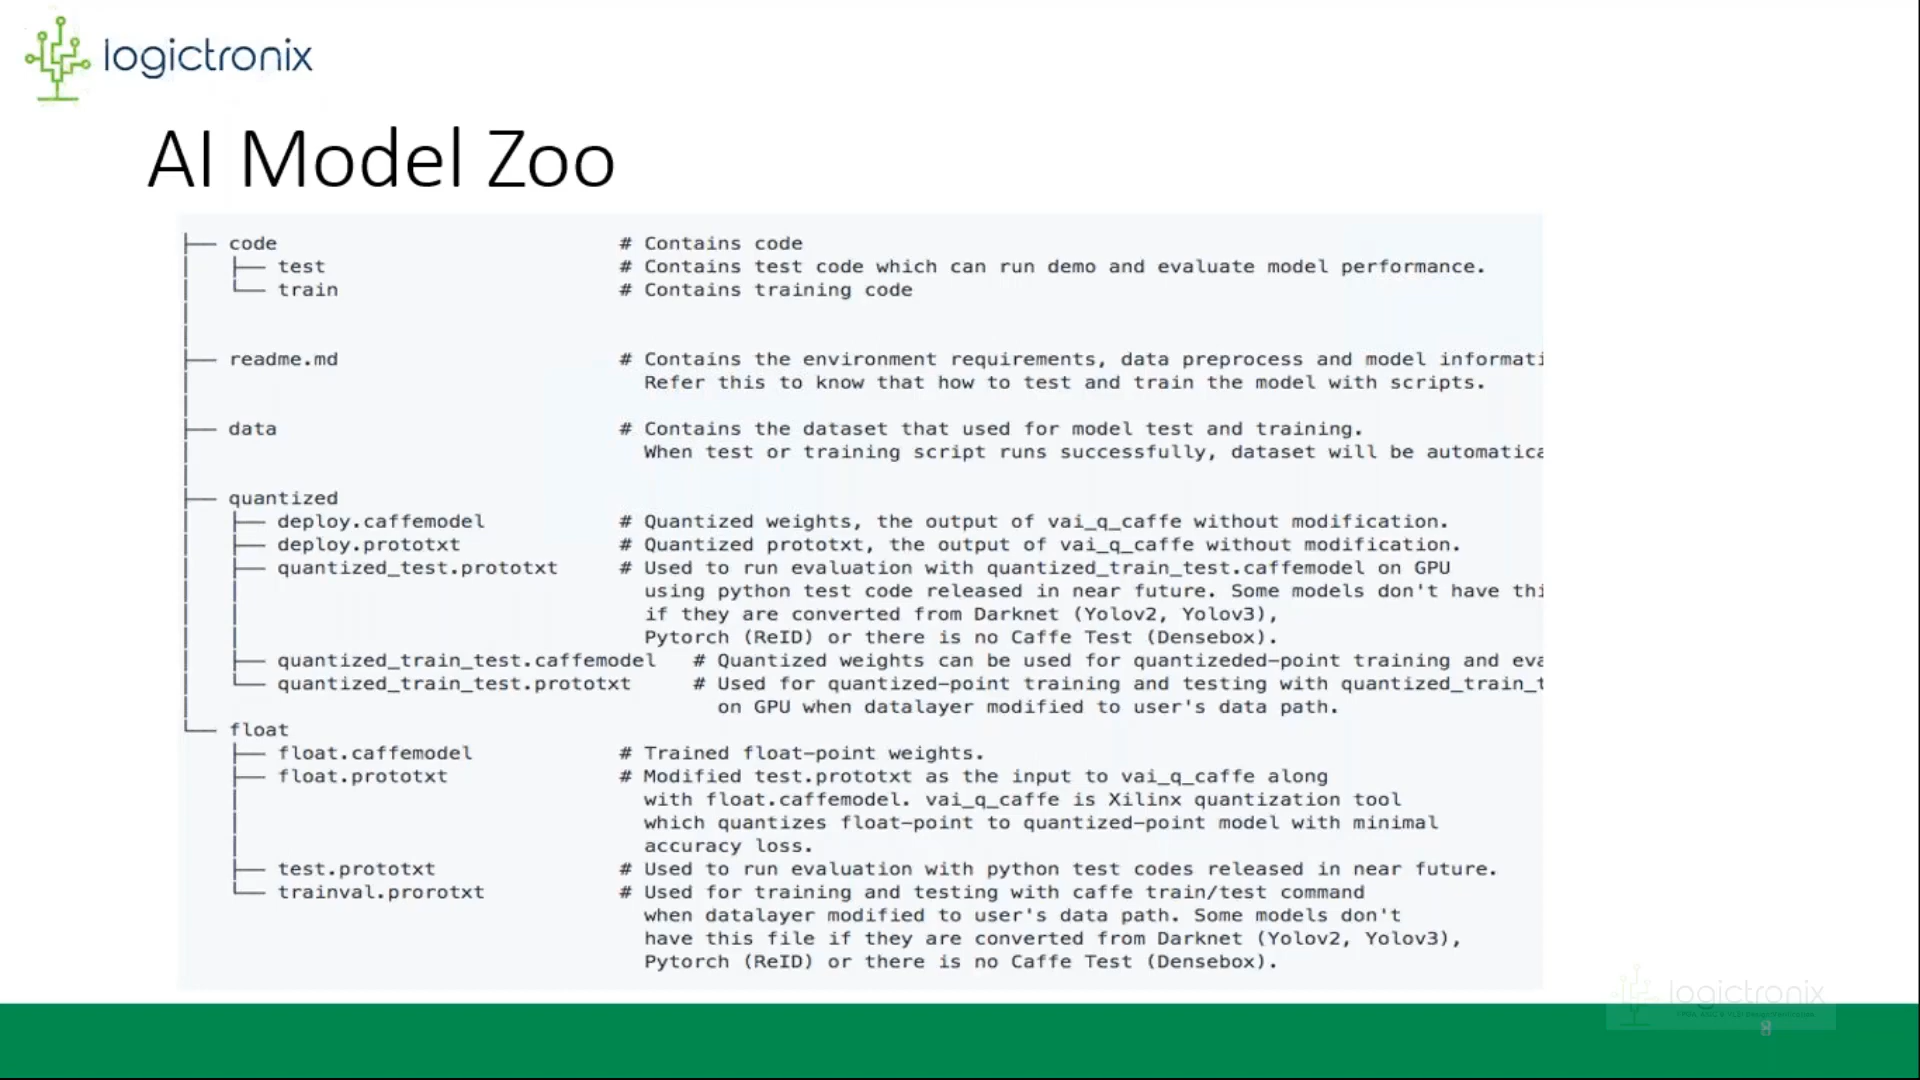 logictronix
AI Model Zoo
├── code # Contains code
│   ├── test # Contains test code which can run demo and evaluate model performance.
│   └── train # Contains training code
├── readme.md # Contains the environment requirements, data preprocess and model informati
Refer this to know that how to test and train the model with scripts.
├── data # Contains the dataset that used for model test and training.
When test or training script runs successfully, dataset will be automatica
├── quantized
│   ├── deploy.caffemodel # Quantized weights, the output of vai_q_caffe without modification.
│   ├── deploy.prototxt # Quantized prototxt, the output of vai_q_caffe without modification.
│   ├── quantized_test.prototxt # Used to run evaluation with quantized_train_test.caffemodel on GPU
using python test code released in near future. Some models don't have thi
if they are converted from Darknet (Yolov2, Yolov3),
Pytorch (ReID) or there is no Caffe Test (Densebox).
│   ├── quantized_train_test.caffemodel # Quantized weights can be used for quantizeded-point training and eva
│   └── quantized_train_test.prototxt # Used for quantized-point training and testing with quantized_train_t
on GPU when datalayer modified to user's data path.
└── float
├── float.caffemodel # Trained float-point weights.
├── float.prototxt # Modified test.prototxt as the input to vai_q_caffe along
with float.caffemodel. vai_q_caffe is Xilinx quantization tool
which quantizes float-point to quantized-point model with minimal
accuracy loss.
├── test.prototxt # Used to run evaluation with python test codes released in near future.
└── trainval.prorotxt # Used for training and testing with caffe train/test command
when datalayer modified to user's data path. Some models don't
have this file if they are converted from Darknet (Yolov2, Yolov3),
Pytorch (ReID) or there is no Caffe Test (Densebox).
logictronix
8